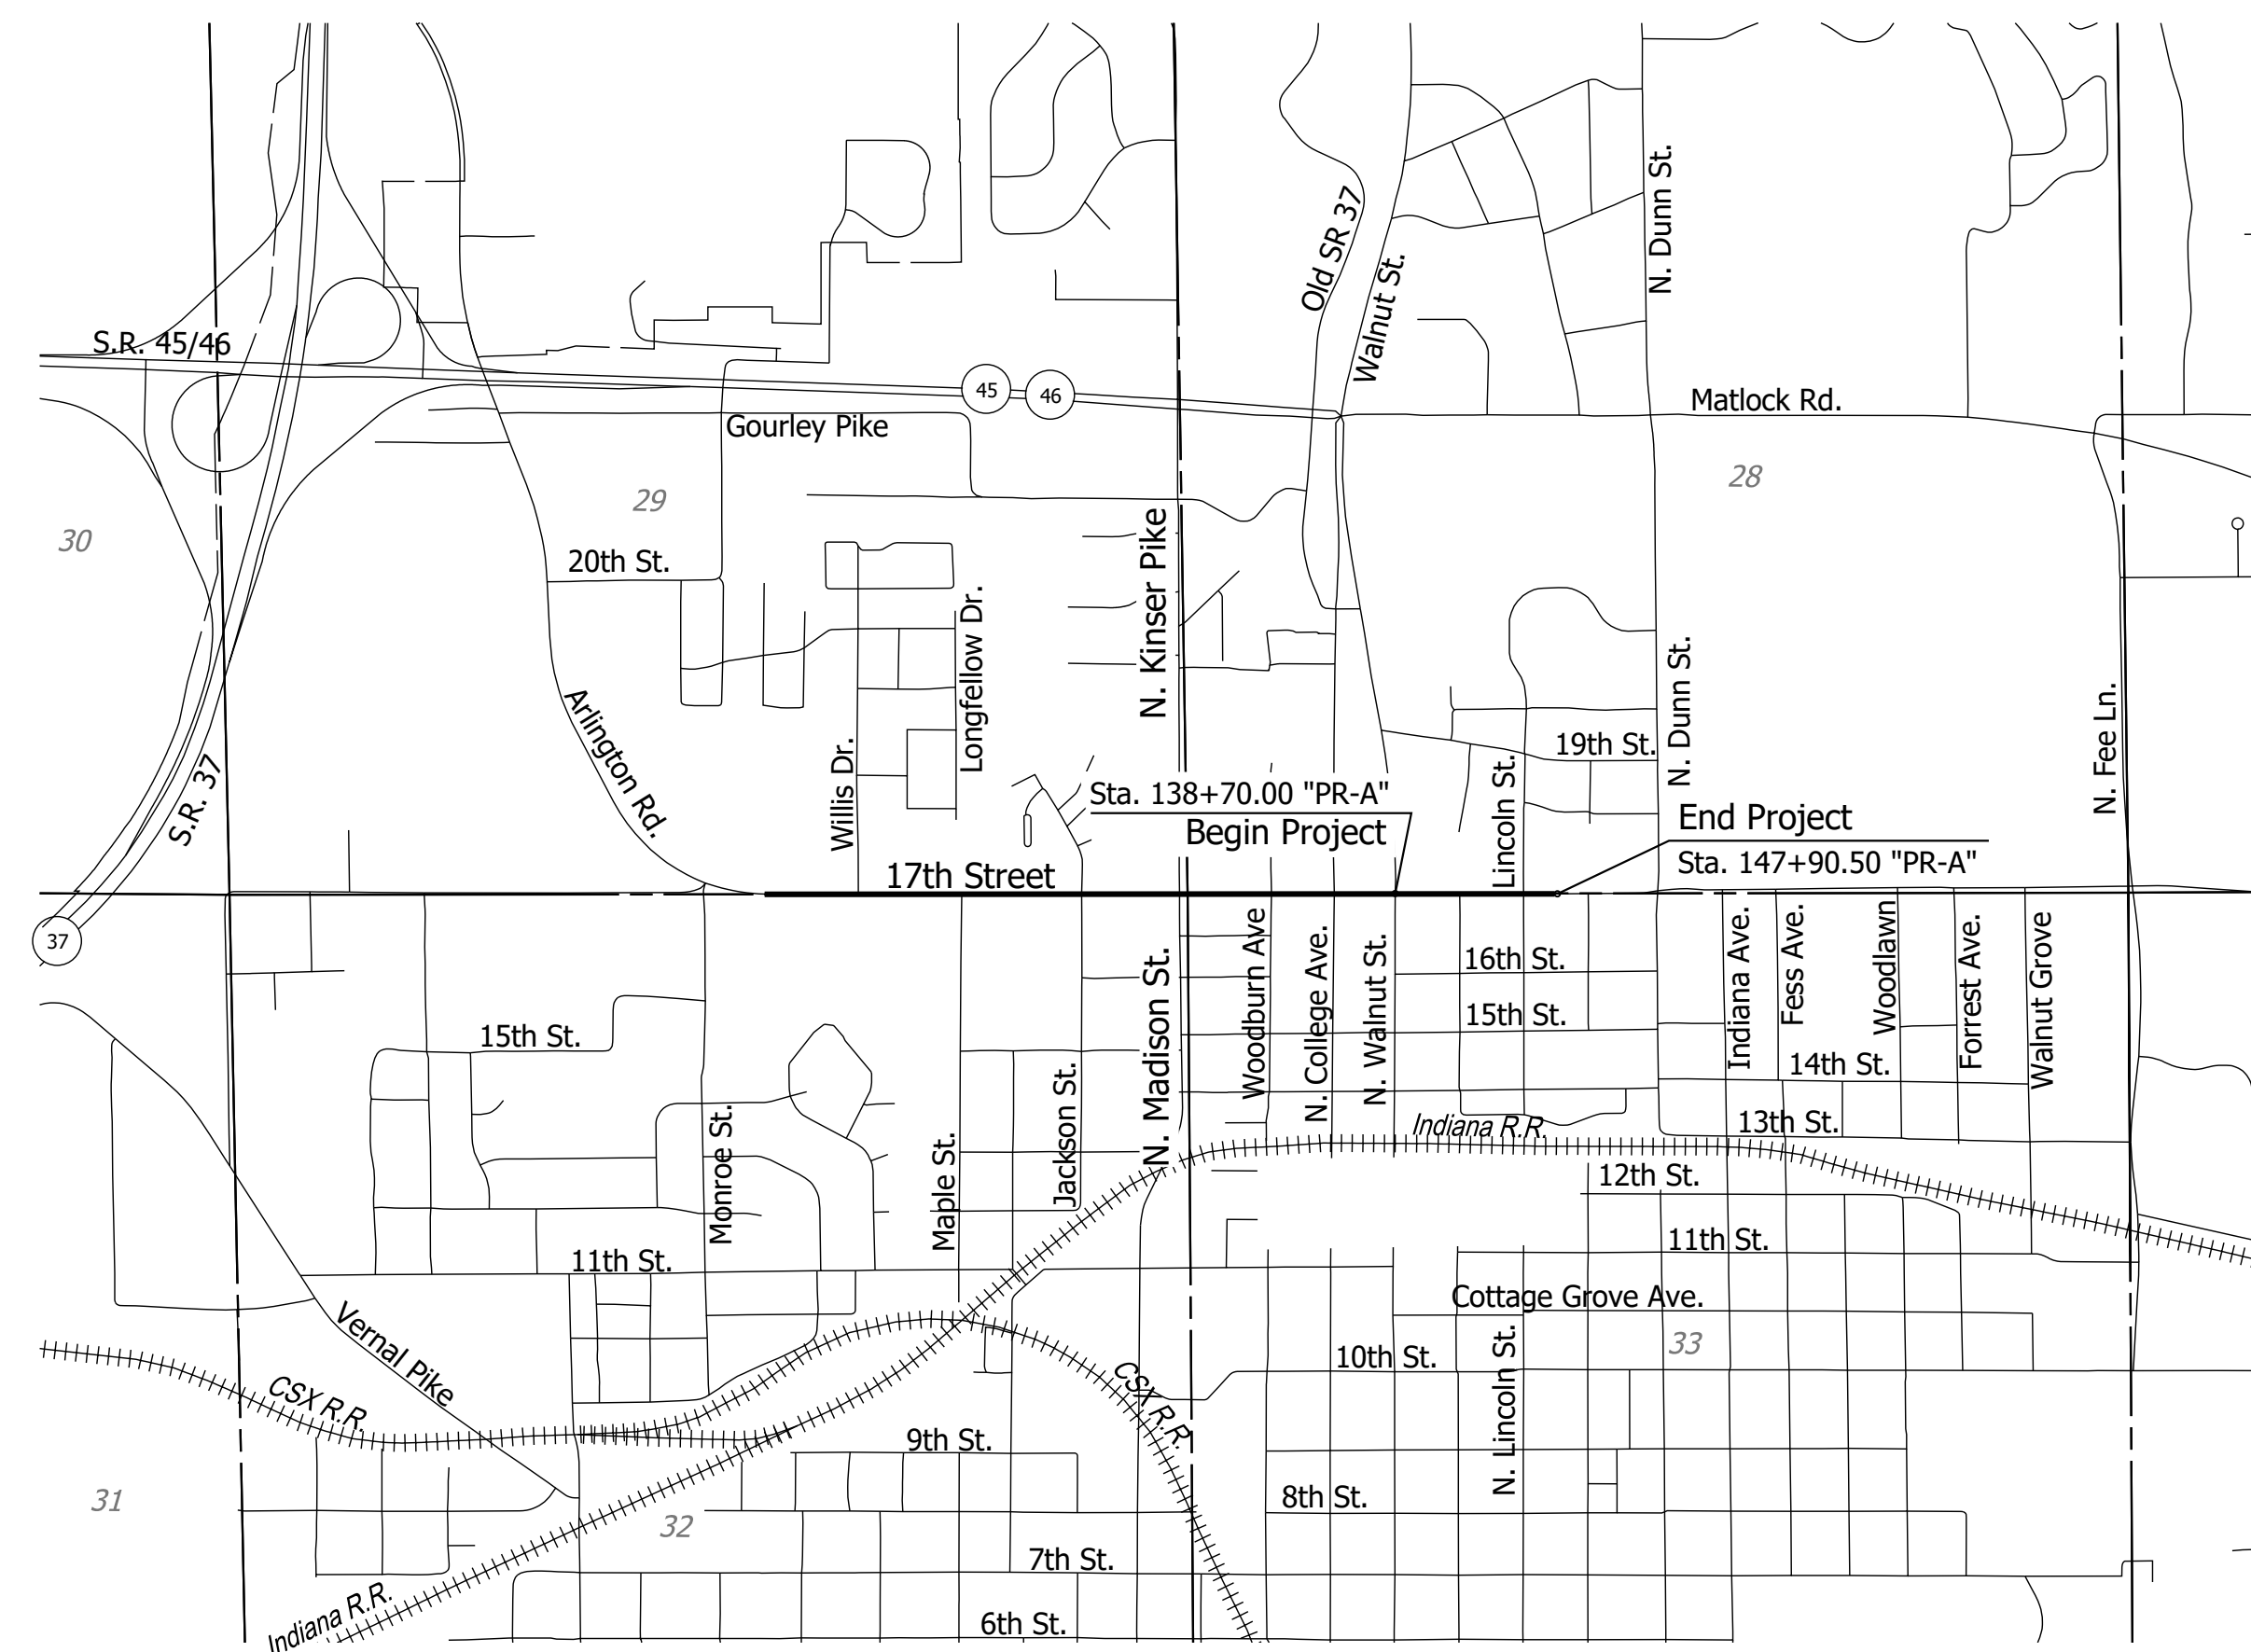 Old SR 37
Walnut St.
N. Dunn St.
S.R. 45/46
45
46
Matlock Rd.
Gourley Pike
28
29
30
20th St.
N. Kinser Pike
Longfellow Dr.
Arlington Rd.
Willis Dr.
S.R. 37
N. Dunn St.
N. Fee Ln.
19th St.
Lincoln St.
Sta. 138+70.00 "PR-A"
Begin Project
End Project
Sta. 147+90.50 "PR-A"
17th Street
37
16th St.
15th St.
15th St.
Woodburn Ave
N. College Ave.
N. Walnut St.
N. Madison St.
Indiana Ave.
Fess Ave.
Woodlawn
Forrest Ave.
Walnut Grove
14th St.
Jackson St.
Monroe St.
Maple St.
Indiana R.R.
13th St.
12th St.
11th St.
11th St.
Cottage Grove Ave.
Vernal Pike
10th St.
33
N. Lincoln St.
CSX R.R.
CSX R.R.
9th St.
8th St.
31
32
7th St.
Indiana R.R.
6th St.